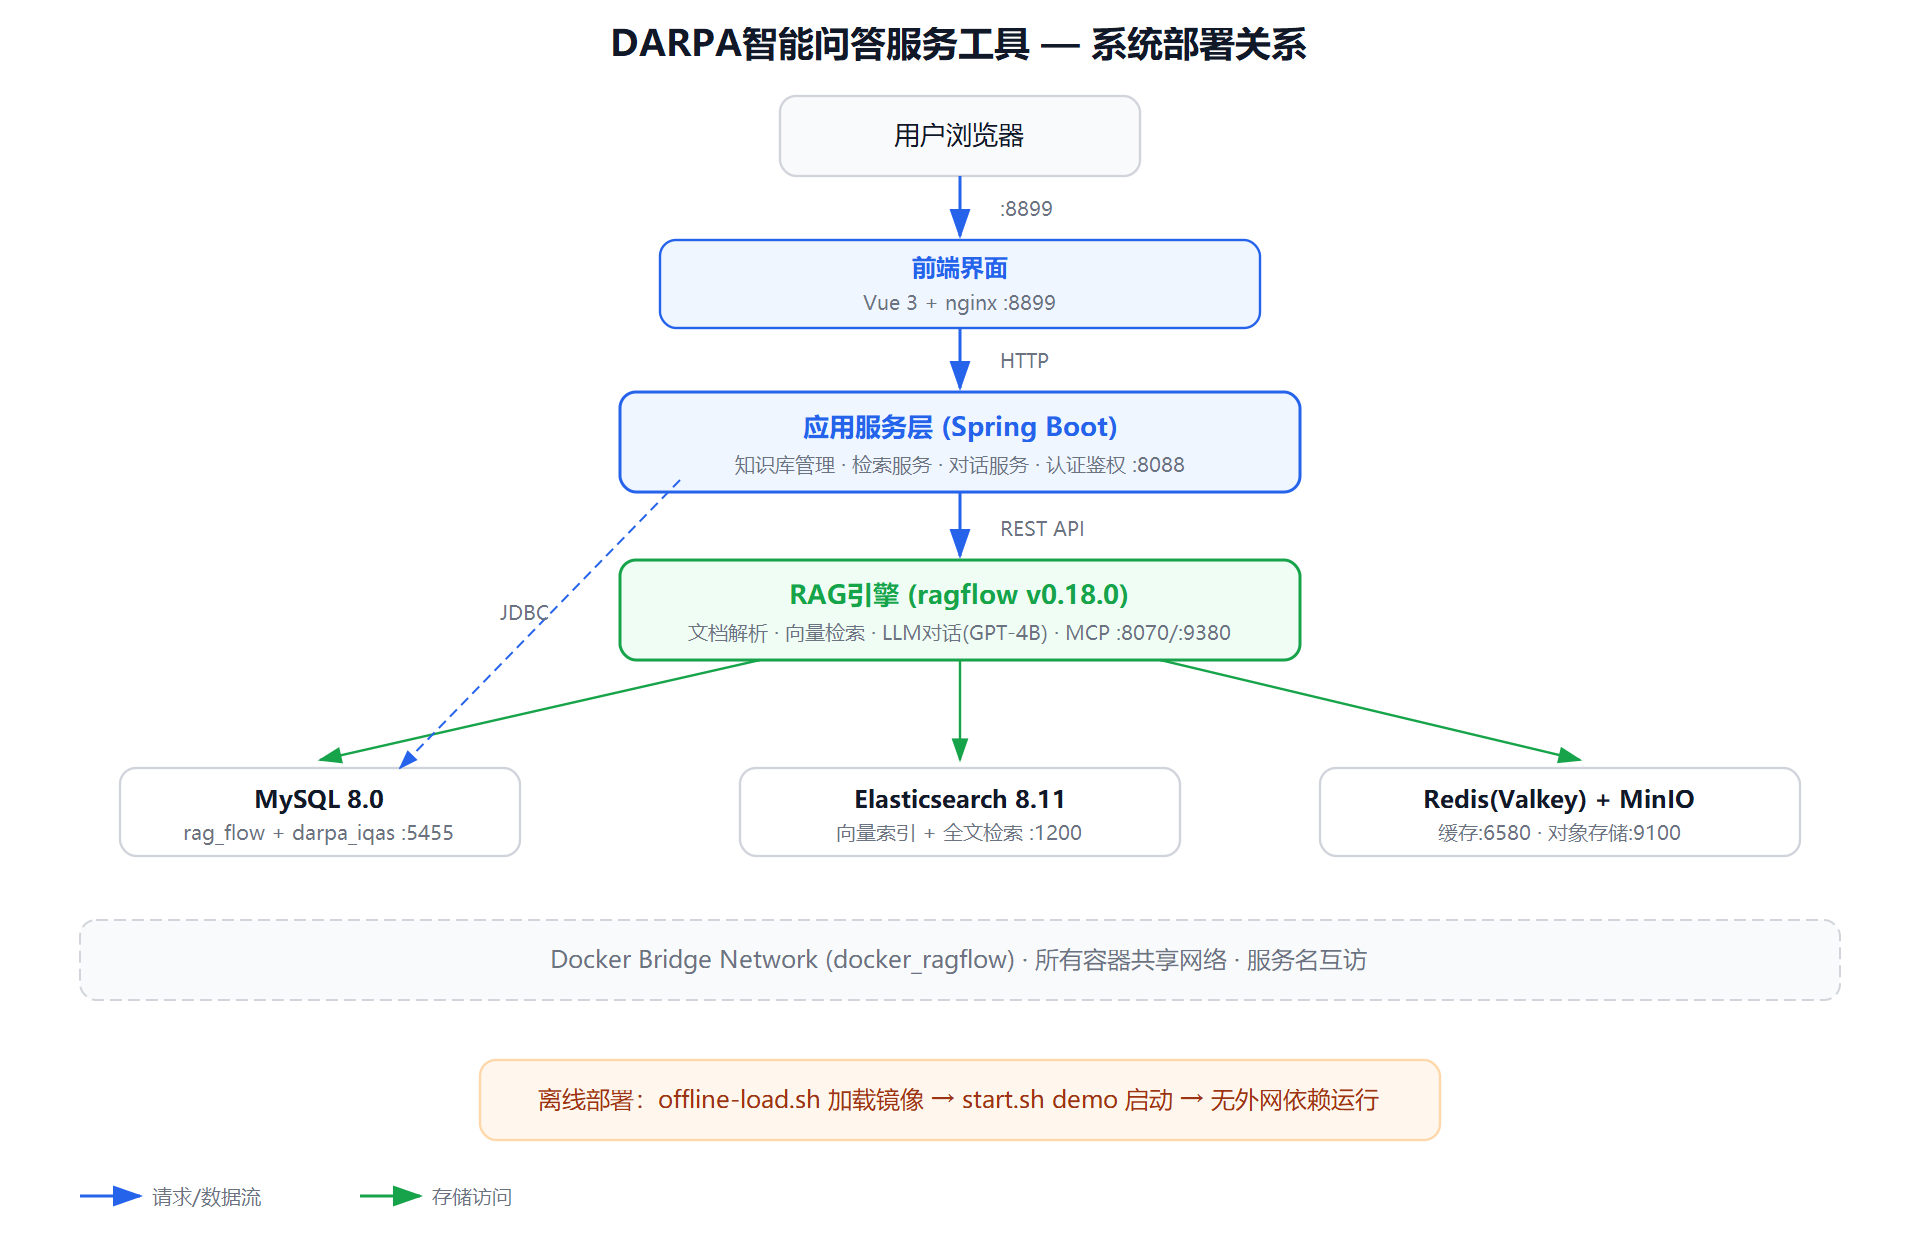 DARPA智能问答服务工具 — 系统部署关系
用户浏览器
:8899
前端界面
Vue 3 + nginx :8899
HTTP
应用服务层 (Spring Boot)
知识库管理 · 检索服务 · 对话服务 · 认证鉴权 :8088
REST API
JDBC
RAG引擎 (ragflow v0.18.0)
文档解析 · 向量检索 · LLM对话(GPT-4B) · MCP :8070/:9380
MySQL 8.0
rag_flow + darpa_iqas :5455
Elasticsearch 8.11
向量索引 + 全文检索 :1200
Redis(Valkey) + MinIO
缓存:6580 · 对象存储:9100
Docker Bridge Network (docker_ragflow) · 所有容器共享网络 · 服务名互访
离线部署：offline-load.sh 加载镜像 → start.sh demo 启动 → 无外网依赖运行
请求/数据流
存储访问